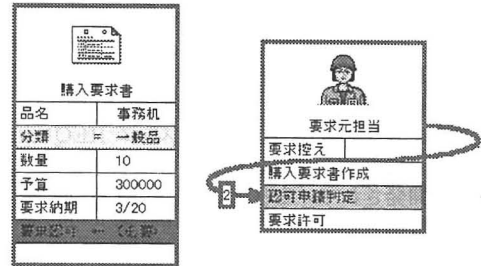 購入要求書
品名 事務机
分類 = 一般品
数量 10
予算 300000
要求納期 3/20
要求元担当
要求控え
購入要求書作成
2
認可申請判定
要求許可